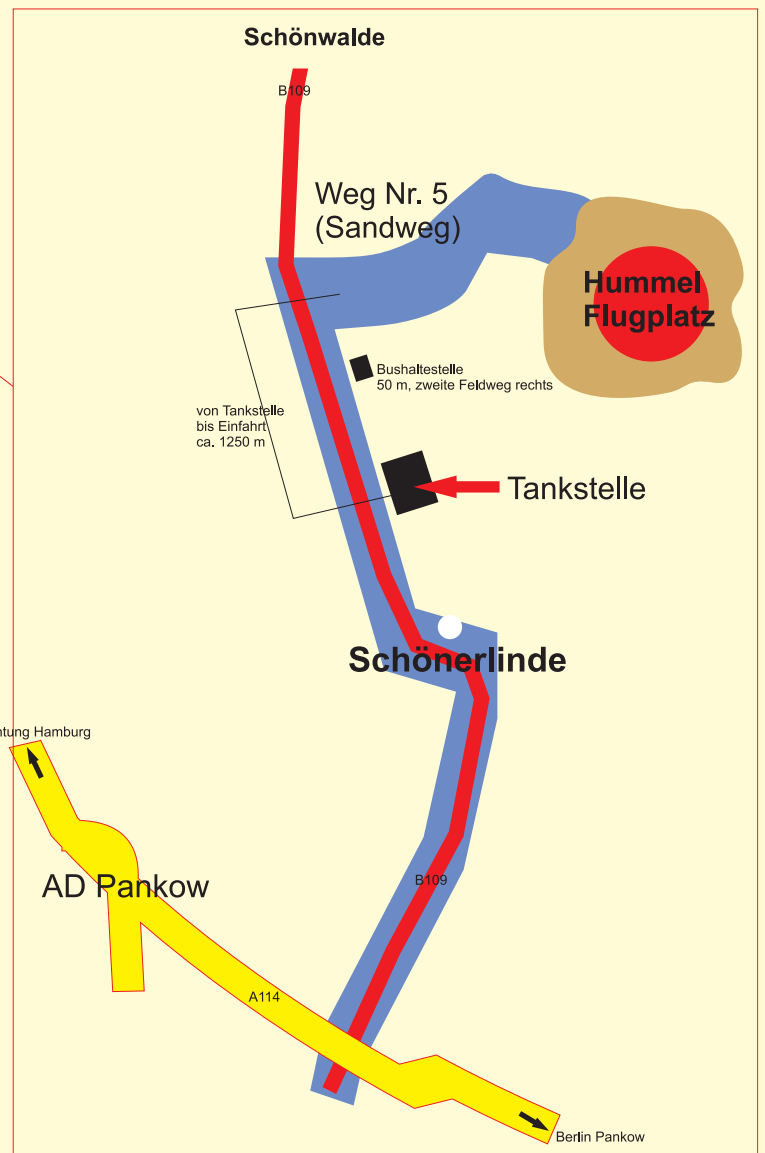 Schönwalde
B109
Weg Nr. 5
(Sandweg)
Hummel
Flugplatz
Bushaltestelle
50 m, zweite Feldweg rechts
von Tankstelle
bis Einfahrt
ca. 1250 m
Tankstelle
Schönerlinde
Hamburg
AD Pankow
B109
A114
Berlin Pankow